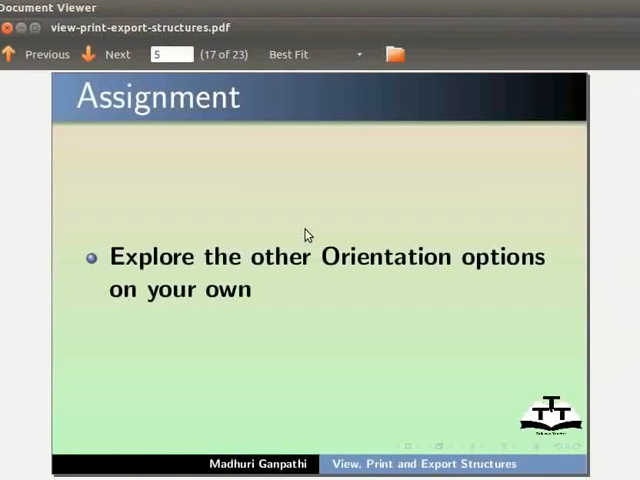 Document Viewer
view-print-export-structures.pdf
Previous Next 5 (17 of 23) Best Fit
Assignment
Explore the other Orientation options
on your own
Madhuri Ganpathi View, Print and Export Structures